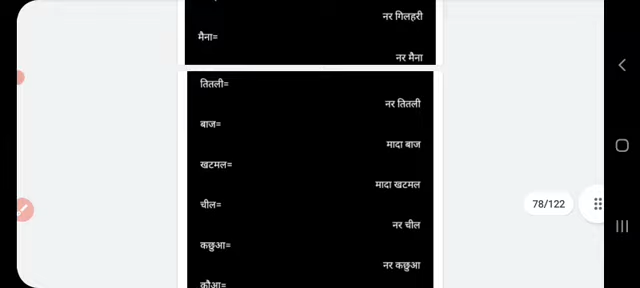 नर गिलहरी
मैना=
नर मैना
तितली=
नर तितली
बाज=
मादा बाज
खटमल=
मादा खटमल
चील=
नर चील
78/122
कछुआ=
नर कछुआ
कौआ=